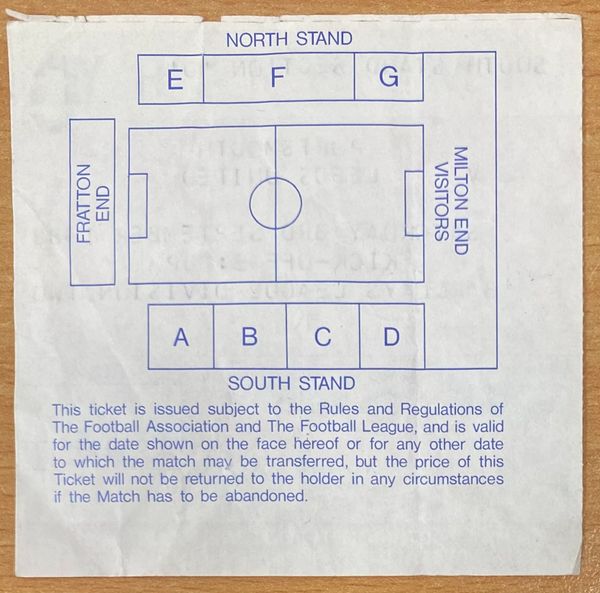 NORTH STAND
E F G
FRATTON
END
MILTON END
VISITORS
A B C D
SOUTH STAND
This ticket is issued subject to the Rules and Regulations of
The Football Association and The Football League, and is valid
for the date shown on the face hereof or for any other date
to which the match may be transferred, but the price of this
Ticket will not be returned to the holder in any circumstances
if the Match has to be abandoned.